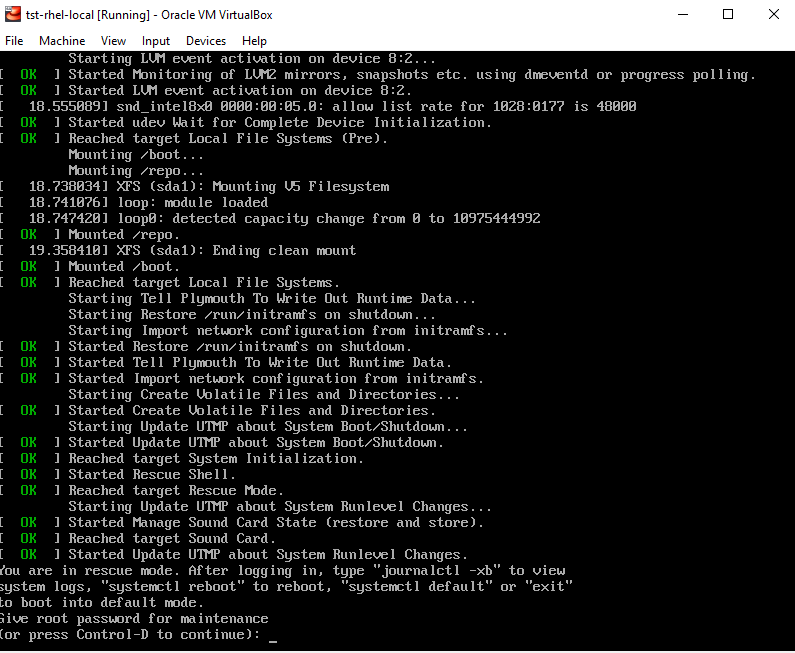 tst-rhel-local [Running] - Oracle VM VirtualBox
File Machine View Input Devices Help
Starting LVM event activation on device 8:2...
[ OK ] Started Monitoring of LVM2 mirrors, snapshots etc. using dmeventd or progress polling.
[ OK ] Started LVM event activation on device 8:2.
[ 18.555089] snd_intel8x0 0000:00:05.0: allow list rate for 1028:0177 is 48000
[ OK ] Started udev Wait for Complete Device Initialization.
[ OK ] Reached target Local File Systems (Pre).
Mounting /boot...
Mounting /repo...
[ 18.738034] XFS (sda1): Mounting V5 Filesystem
[ 18.741076] loop: module loaded
[ 18.747420] loop0: detected capacity change from 0 to 10975444992
[ OK ] Mounted /repo.
[ 19.358410] XFS (sda1): Ending clean mount
[ OK ] Mounted /boot.
[ OK ] Reached target Local File Systems.
Starting Tell Plymouth To Write Out Runtime Data...
Starting Restore /run/initramfs on shutdown...
Starting Import network configuration from initramfs...
[ OK ] Started Restore /run/initramfs on shutdown.
[ OK ] Started Tell Plymouth To Write Out Runtime Data.
[ OK ] Started Import network configuration from initramfs.
Starting Create Volatile Files and Directories...
[ OK ] Started Create Volatile Files and Directories.
Starting Update UTMP about System Boot/Shutdown...
[ OK ] Started Update UTMP about System Boot/Shutdown.
[ OK ] Reached target System Initialization.
[ OK ] Started Rescue Shell.
[ OK ] Reached target Rescue Mode.
Starting Update UTMP about System Runlevel Changes...
[ OK ] Started Manage Sound Card State (restore and store).
[ OK ] Reached target Sound Card.
[ OK ] Started Update UTMP about System Runlevel Changes.
You are in rescue mode. After logging in, type "journalctl -xb" to view
system logs, "systemctl reboot" to reboot, "systemctl default" or "exit"
to boot into default mode.
Give root password for maintenance
(or press Control-D to continue): _